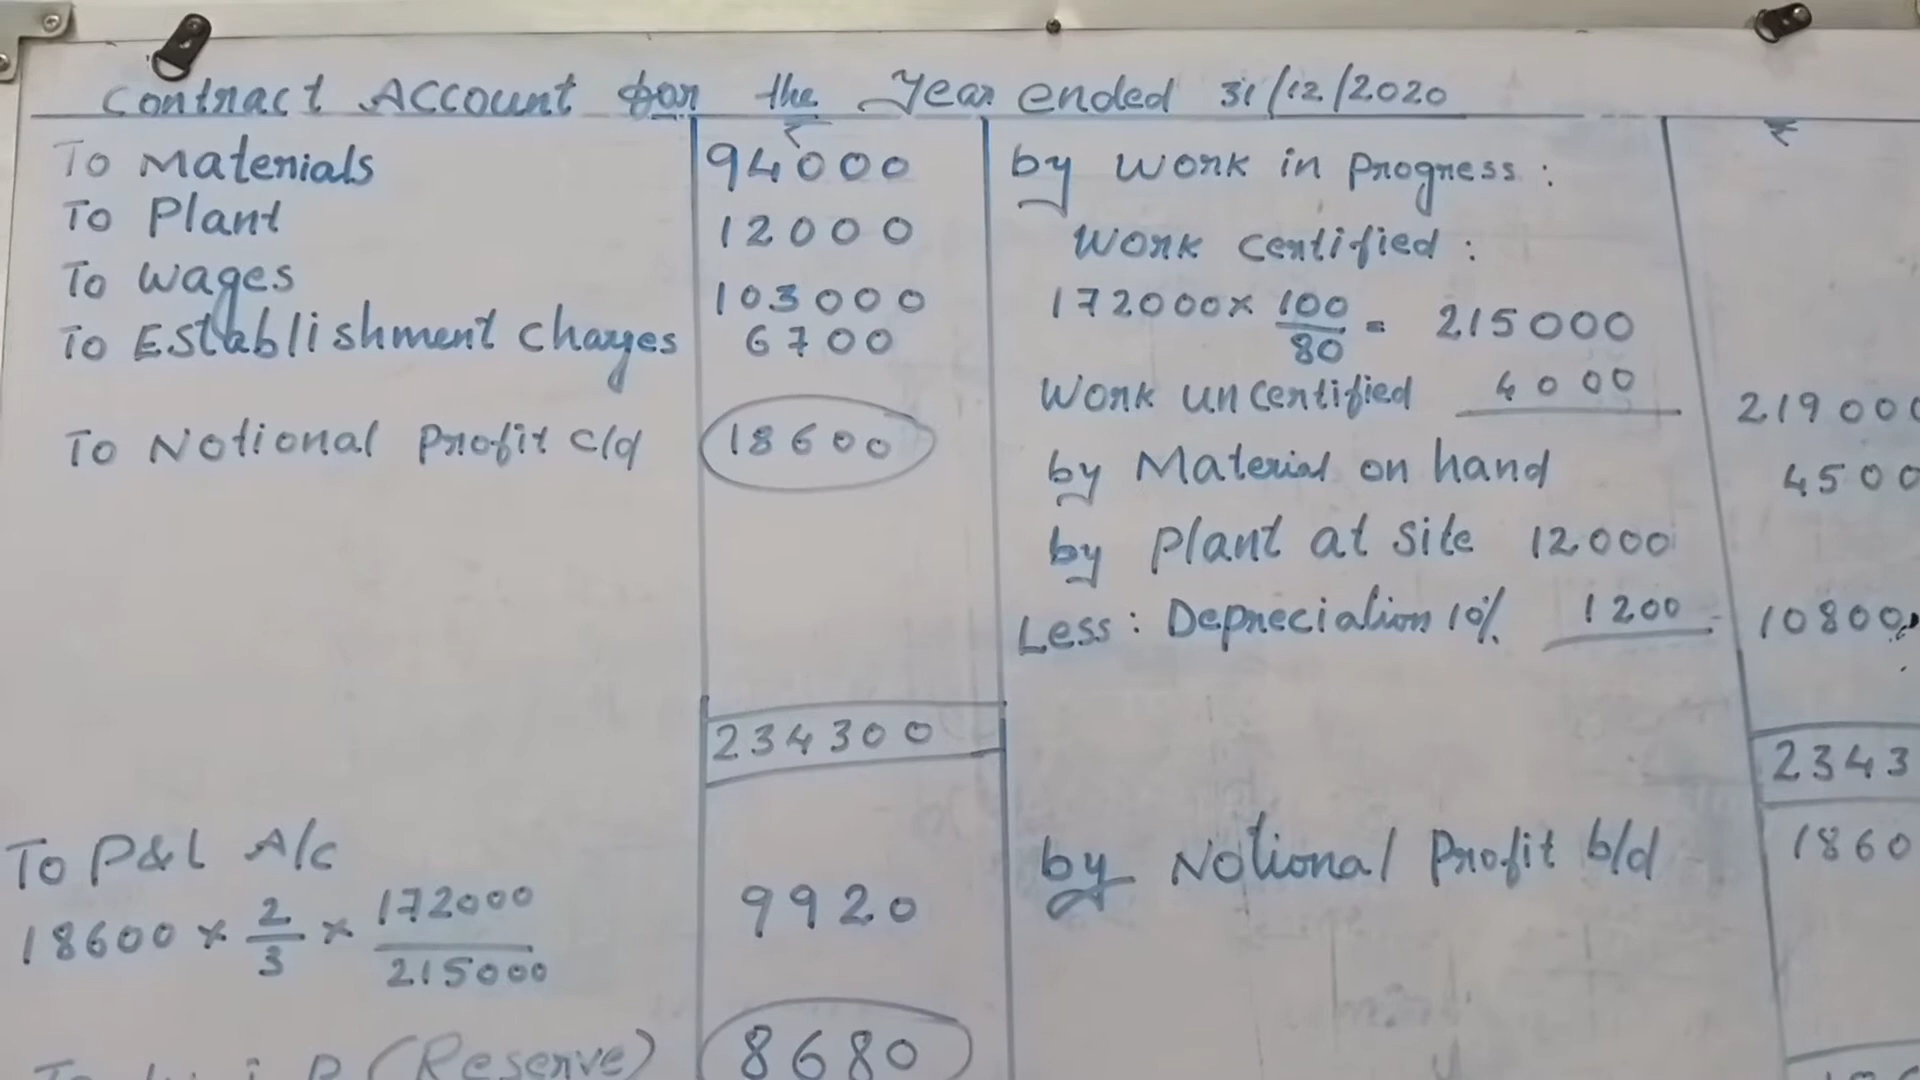 Contract Account for the Year ended 31/12/2020
₹
₹
To Materials 94000
To Plant 12000
To Wages 103000
To Establishment Charges 6700
To Notional Profit c/d 18600
234300
To P&L A/c
18600 × 2/3 × 172000/215000 9920
(Reserve) 8680
by Work in progress:
Work certified:
172000 × 100/80 = 215000
Work uncertified 4000 219000
by Material on hand 4500
by Plant at site 12000
Less: Depreciation 10% 1200 10800
2343
by Notional Profit b/d 1860